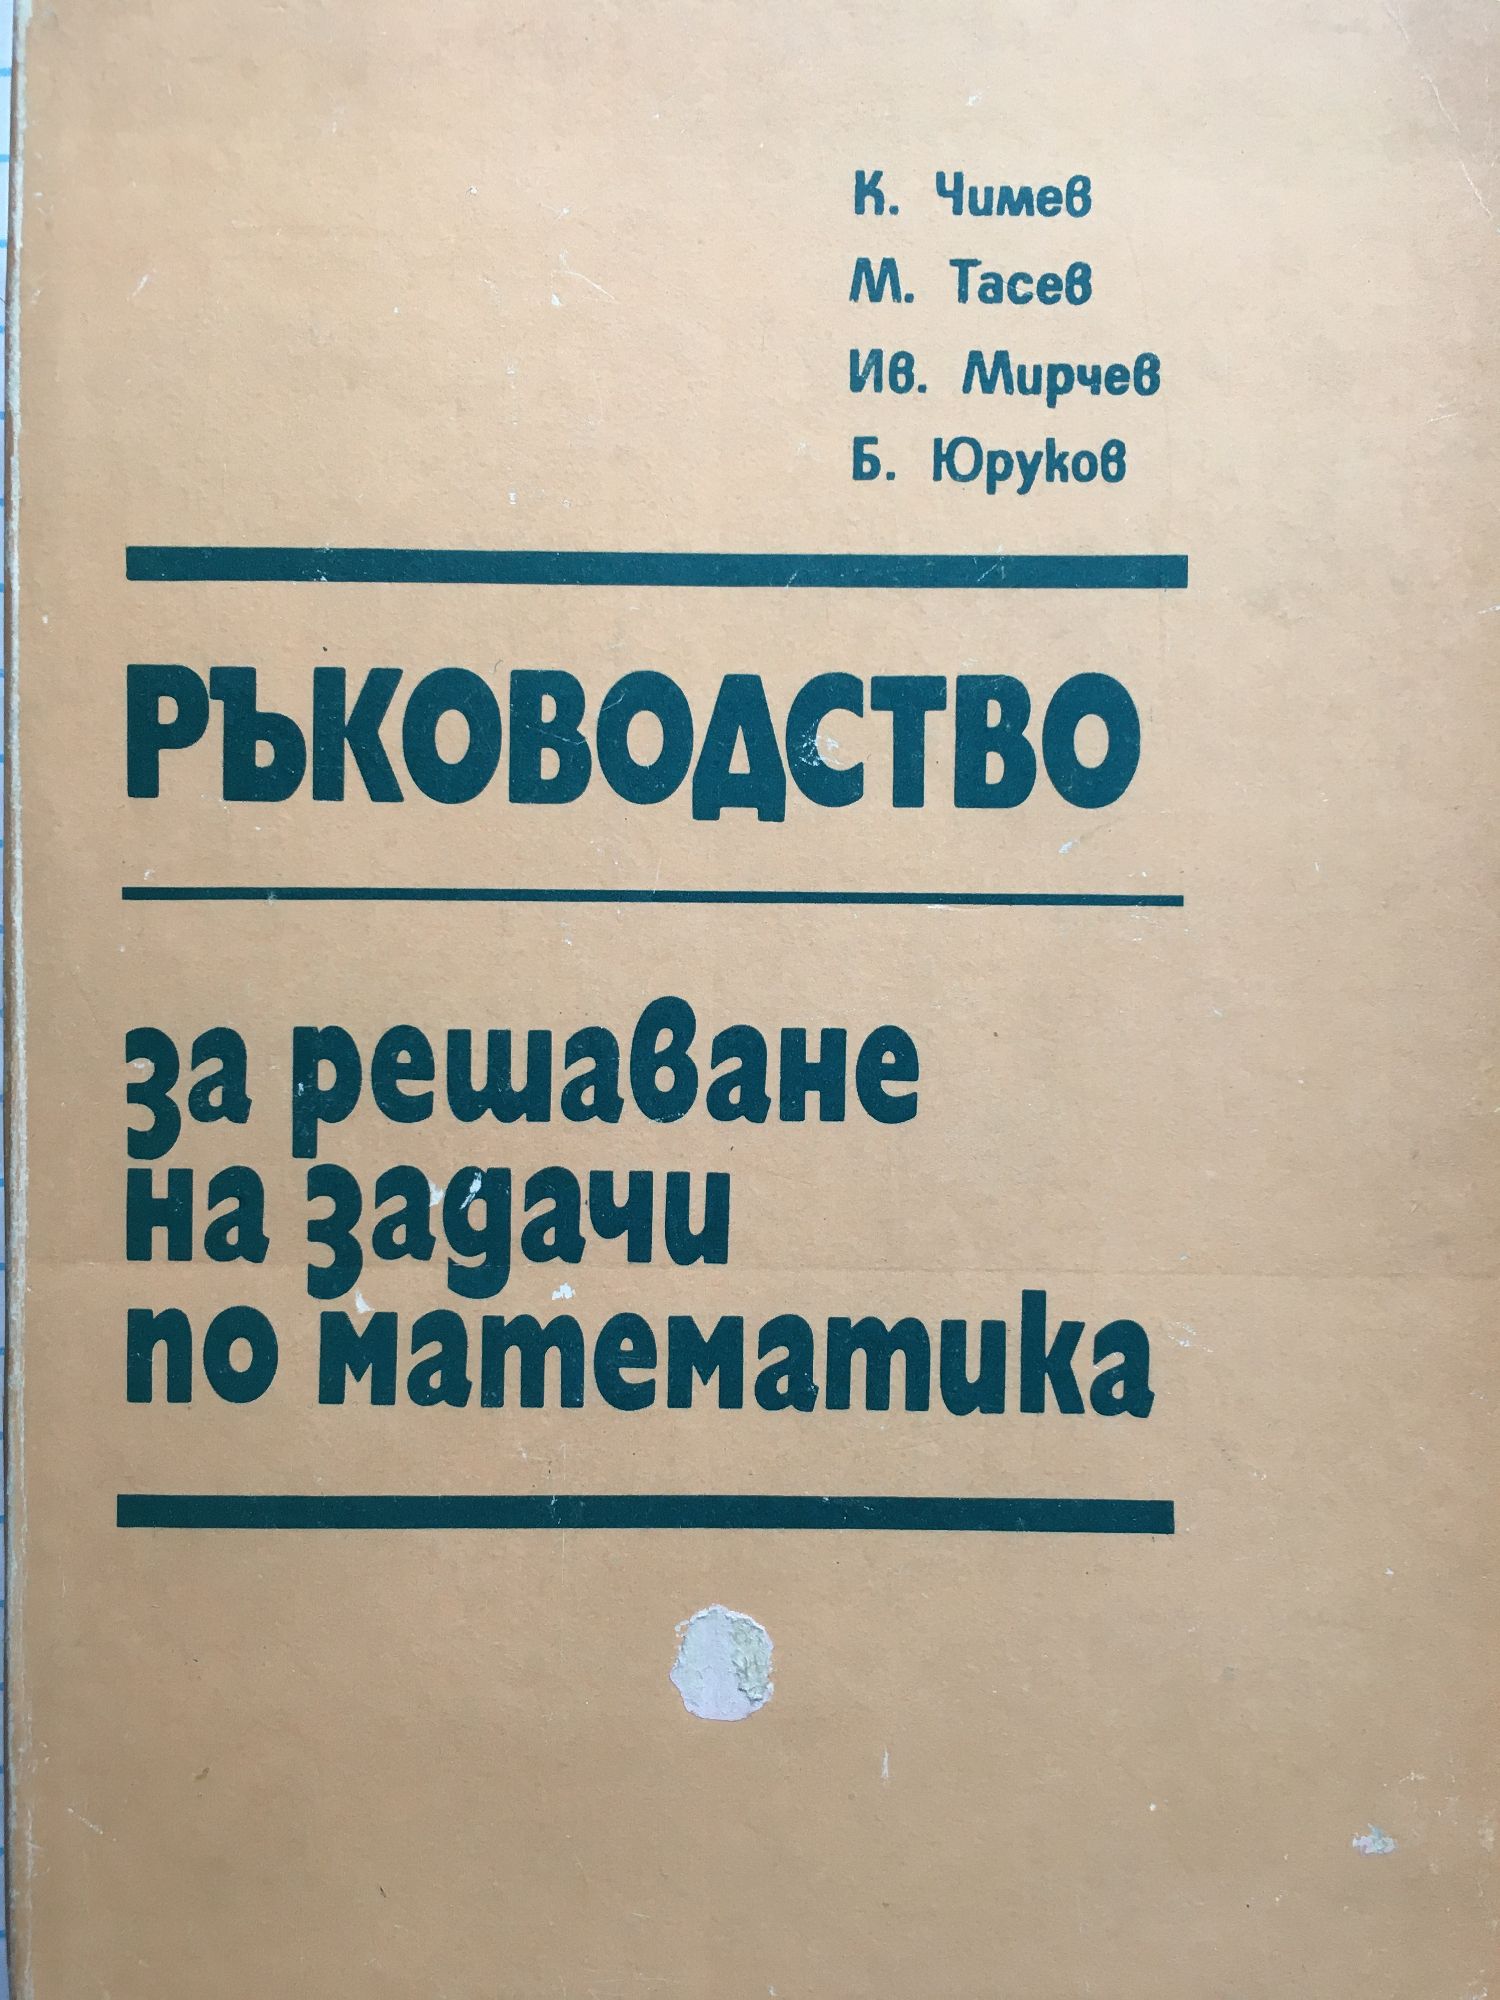 К. Чимев
М. Тасев
Ив. Мирчев
Б. Юруков
РЪКОВОДСТВО
за решаване
на задачи
по математика